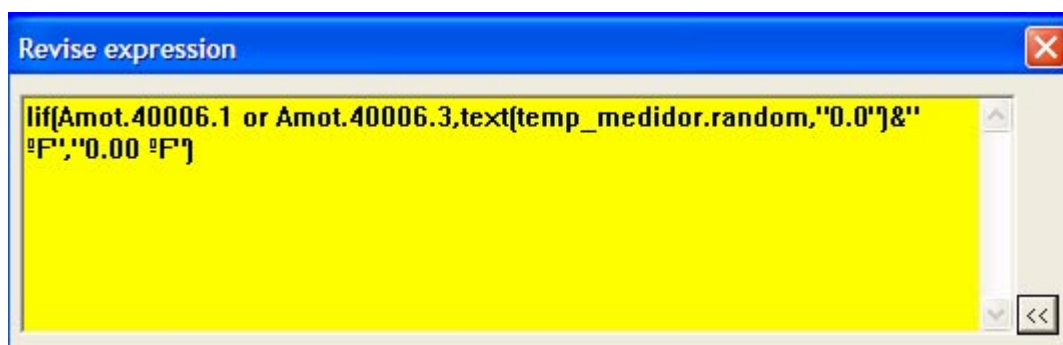 Revise expression
Iif(Amot.40006.1 or Amot.40006.3,text(temp_medidor.random,"0.0")&"
ºF","0.00 ºF")
<<